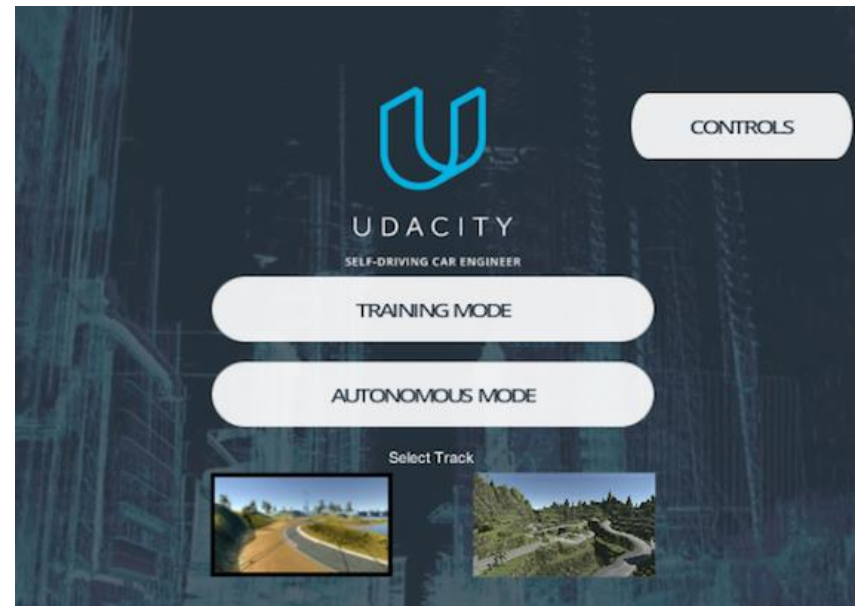 CONTROLS
UDACITY
SELF-DRIVING CAR ENGINEER
TRAINING MODE
AUTONOMOUS MODE
Select Track